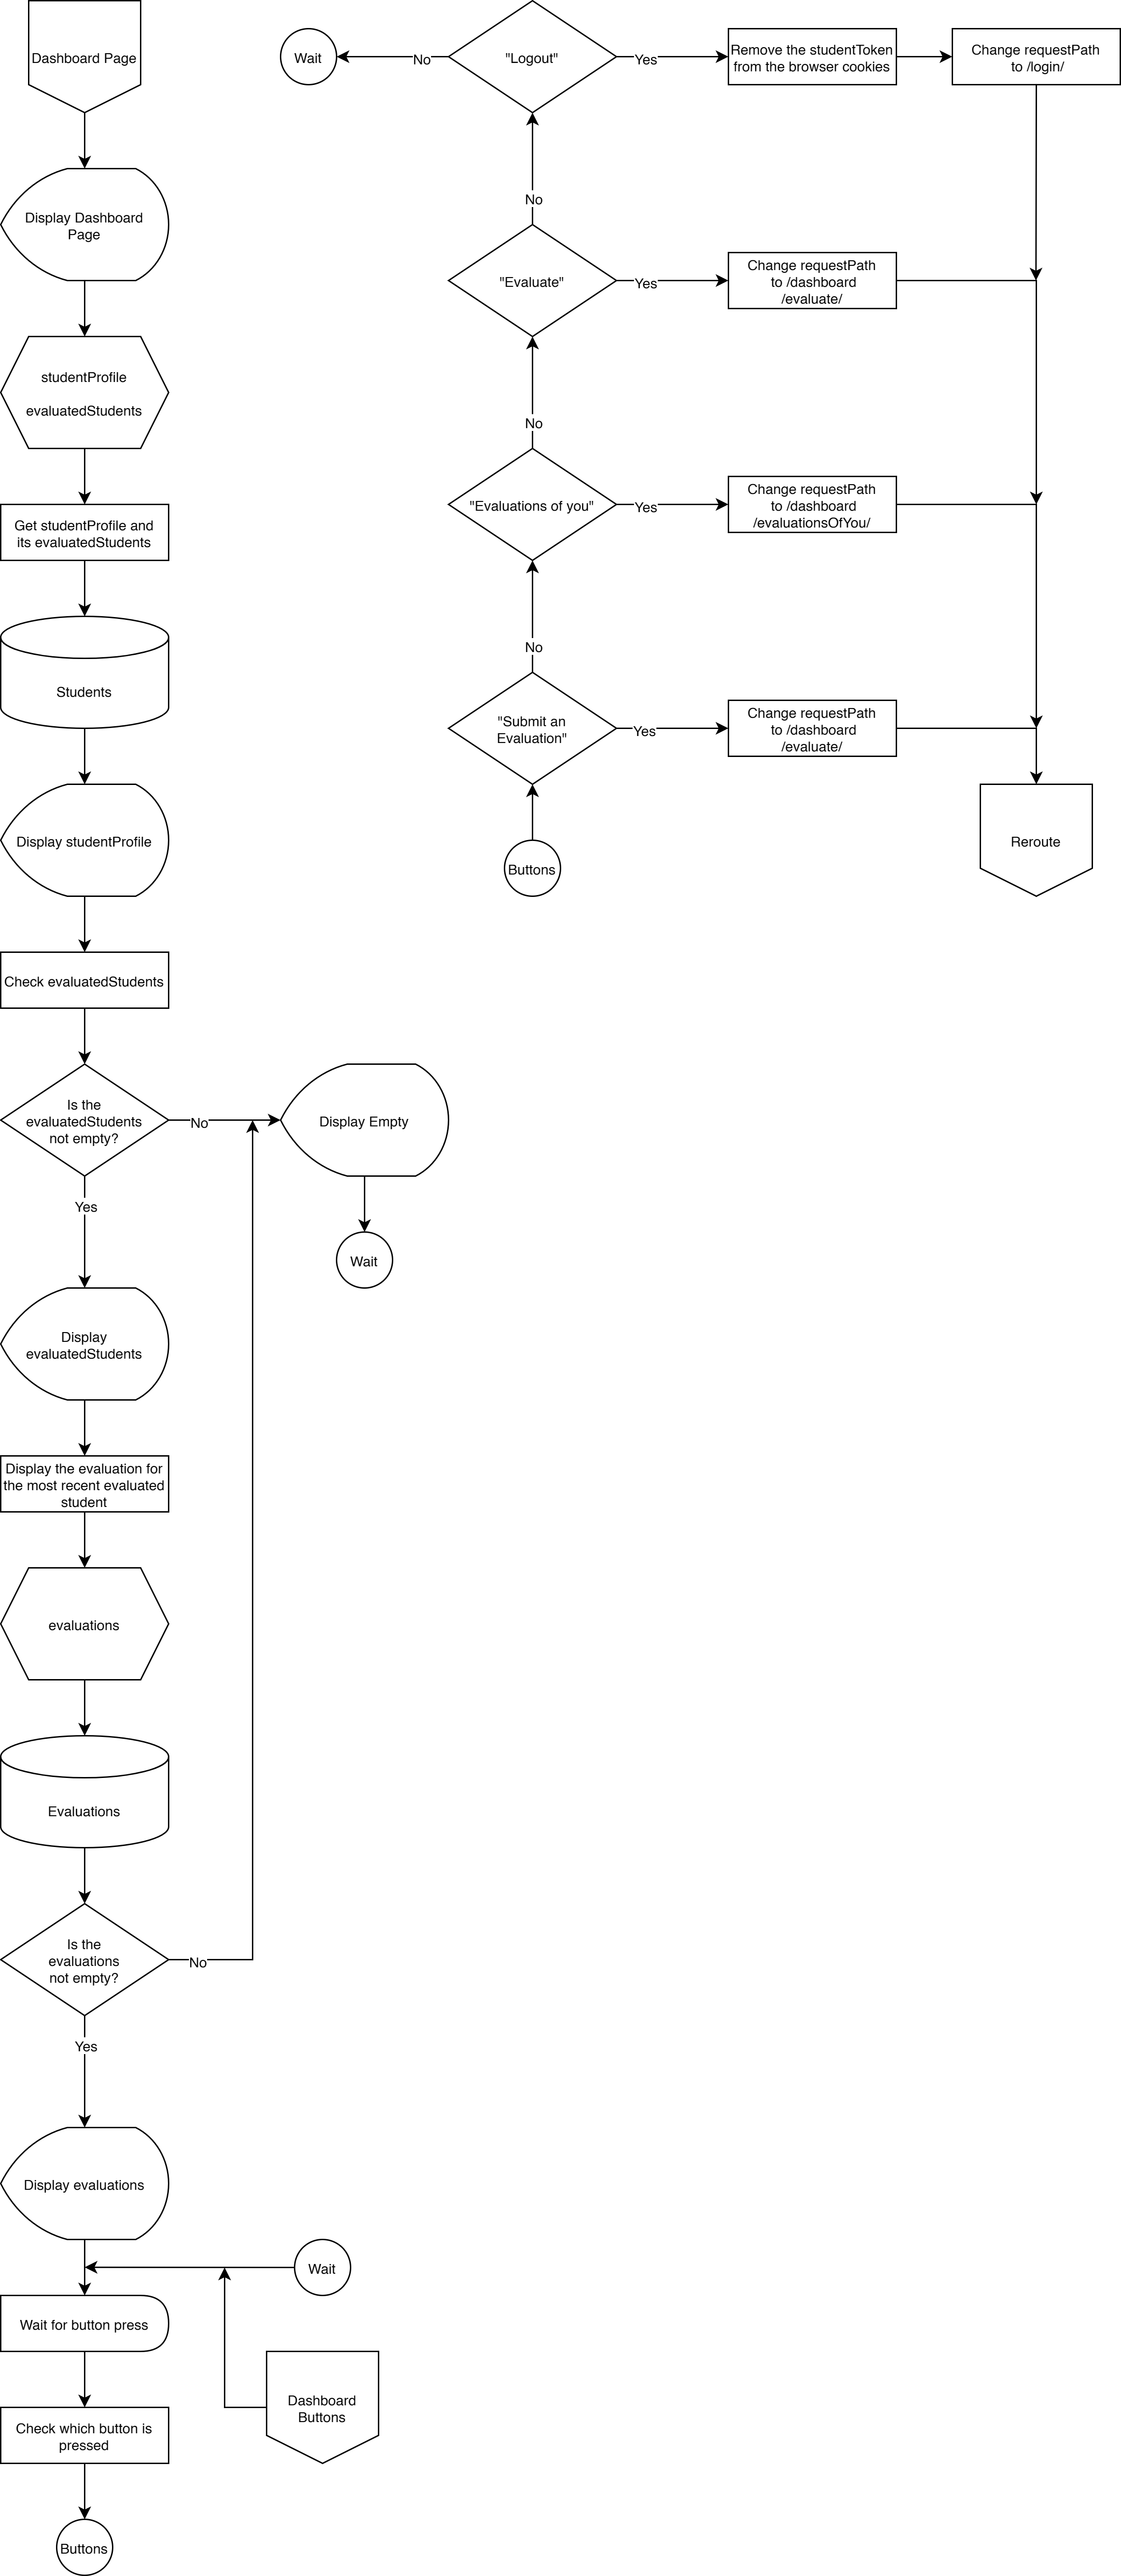 Dashboard Page
Display Dashboard
Page
studentProfile
evaluatedStudents
Get studentProfile and
its evaluatedStudents
Students
Display studentProfile
Check evaluatedStudents
Is the
evaluatedStudents
not empty?
No
Yes
Display Empty
Wait
Display
evaluatedStudents
Display the evaluation for
the most recent evaluated
student
evaluations
Evaluations
Is the
evaluations
not empty?
No
Yes
Display evaluations
Wait
Wait for button press
Dashboard
Buttons
Check which button is
pressed
Buttons
Wait
No
"Logout"
Yes
Remove the studentToken
from the browser cookies
Change requestPath
to /login/
No
"Evaluate"
Yes
Change requestPath
to /dashboard
/evaluate/
No
"Evaluations of you"
Yes
Change requestPath
to /dashboard
/evaluationsOfYou/
No
"Submit an
Evaluation"
Yes
Change requestPath
to /dashboard
/evaluate/
Buttons
Reroute